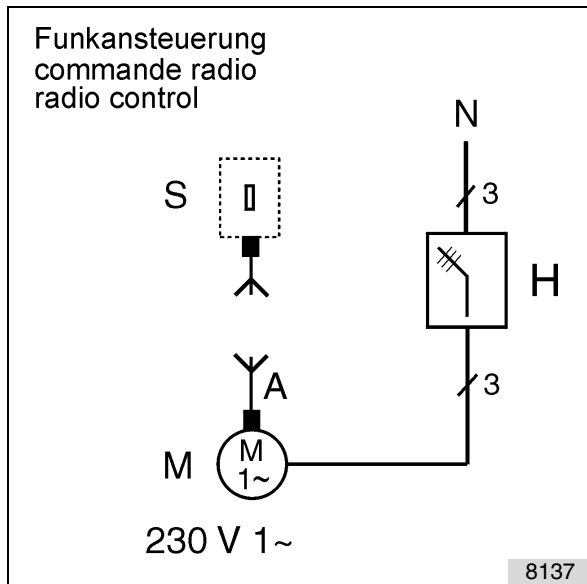 Funkansteuerung
commande radio
radio control
N
S
3
H
A
3
M
M
1~
230 V 1~
8137